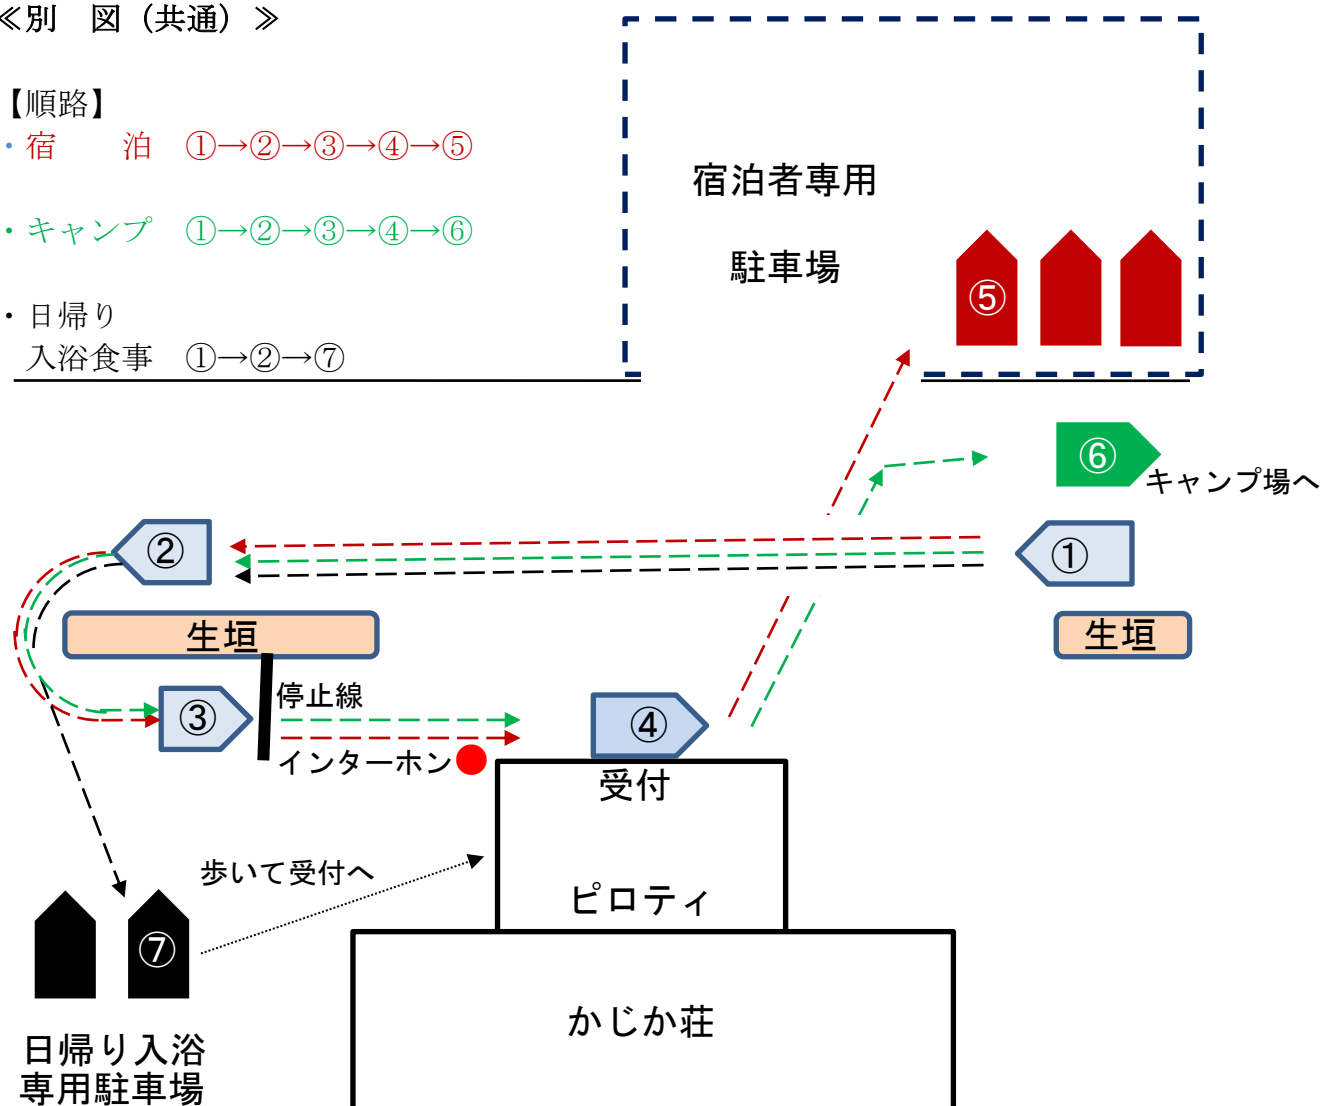 ≪別　図（共通）≫
【順路】
・宿　　泊　①→②→③→④→⑤
・キャンプ　①→②→③→④→⑥
・日帰り
入浴食事　①→②→⑦
宿泊者専用
駐車場
⑤
⑥
キャンプ場へ
②
①
生垣
生垣
③
停止線
④
インターホン
受付
歩いて受付へ
ピロティ
⑦
かじか荘
日帰り入浴
専用駐車場